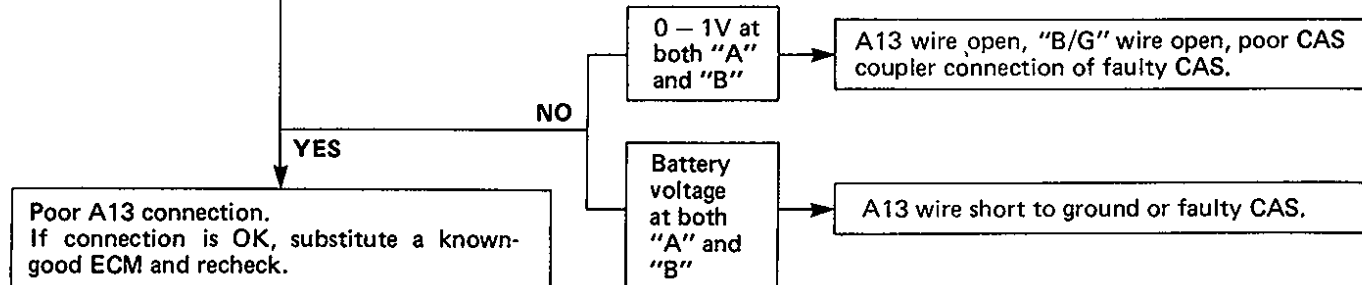 0 – 1V at
both "A"
and "B"
A13 wire open, "B/G" wire open, poor CAS
coupler connection of faulty CAS.
NO
YES
Battery
voltage
at both
"A" and
"B"
A13 wire short to ground or faulty CAS.
Poor A13 connection.
If connection is OK, substitute a known-
good ECM and recheck.